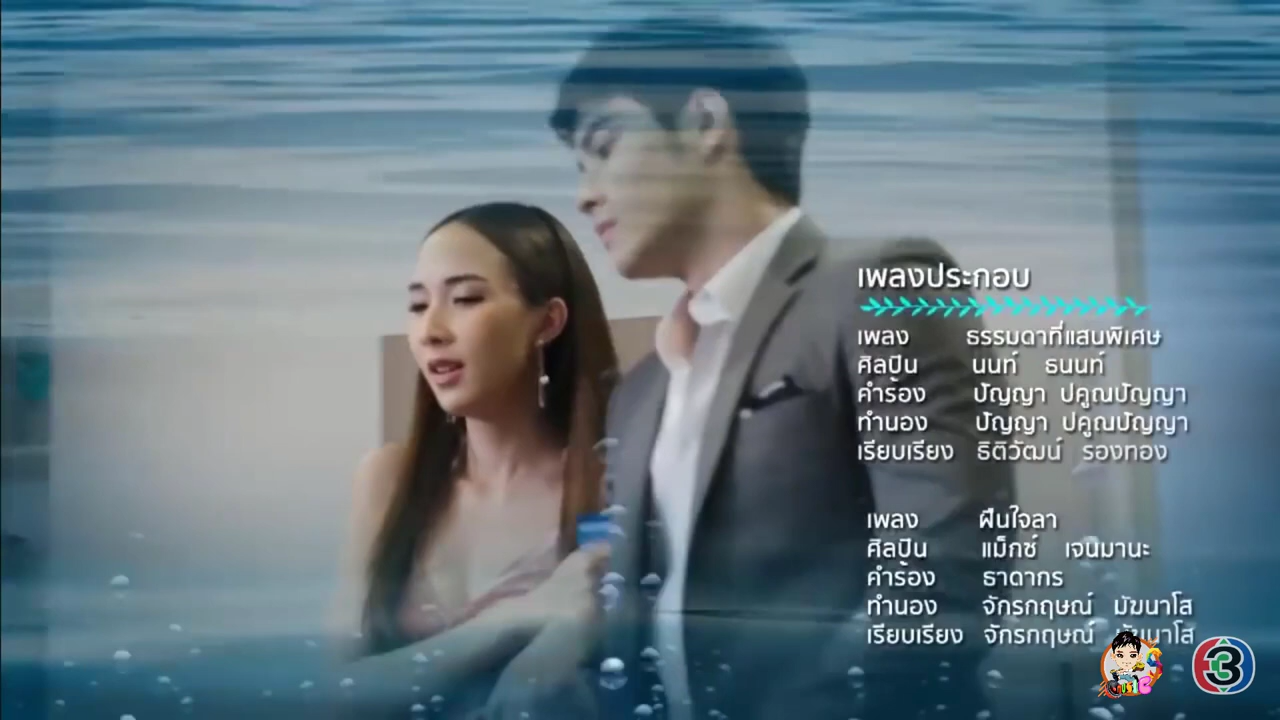 เพลงประกอบ
เพลง ธรรมดาที่แสนพิเศษ
ศิลปิน นนท์ ธนนท์
คำร้อง ปัญญา ปคูณปัญญา
ทำนอง ปัญญา ปคูณปัญญา
เรียบเรียง ธิติวัฒน์ รองทอง
เพลง ฝืนใจลา
ศิลปิน แม็กซ์ เจนมานะ
คำร้อง ธาดากร
ทำนอง จักรกฤษณ์ มัฆนาโส
เรียบเรียง จักรกฤษณ์ มัฆนาโส
3